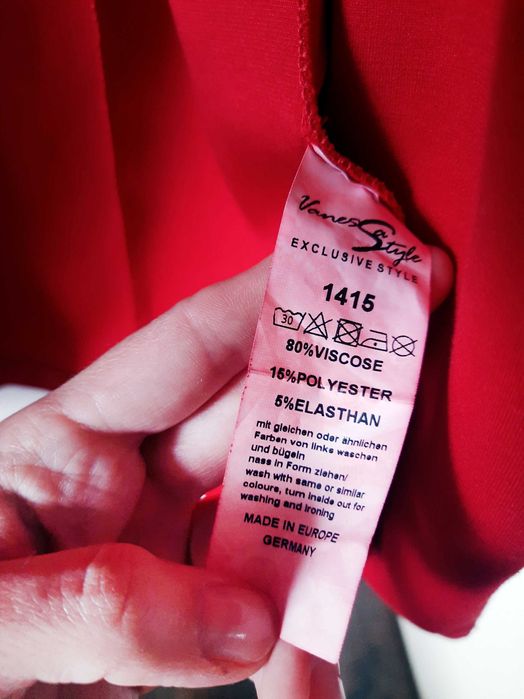 Vanessa Style
EXCLUSIVE STYLE
1415
30
80%VISCOSE
15%POLYESTER
5%ELASTHAN
mit gleichen oder ähnlichen
Farben von links waschen
und bügeln
nass in Form ziehen/
wash with same or similar
colours, turn inside out for
washing and ironing
MADE IN EUROPE
GERMANY